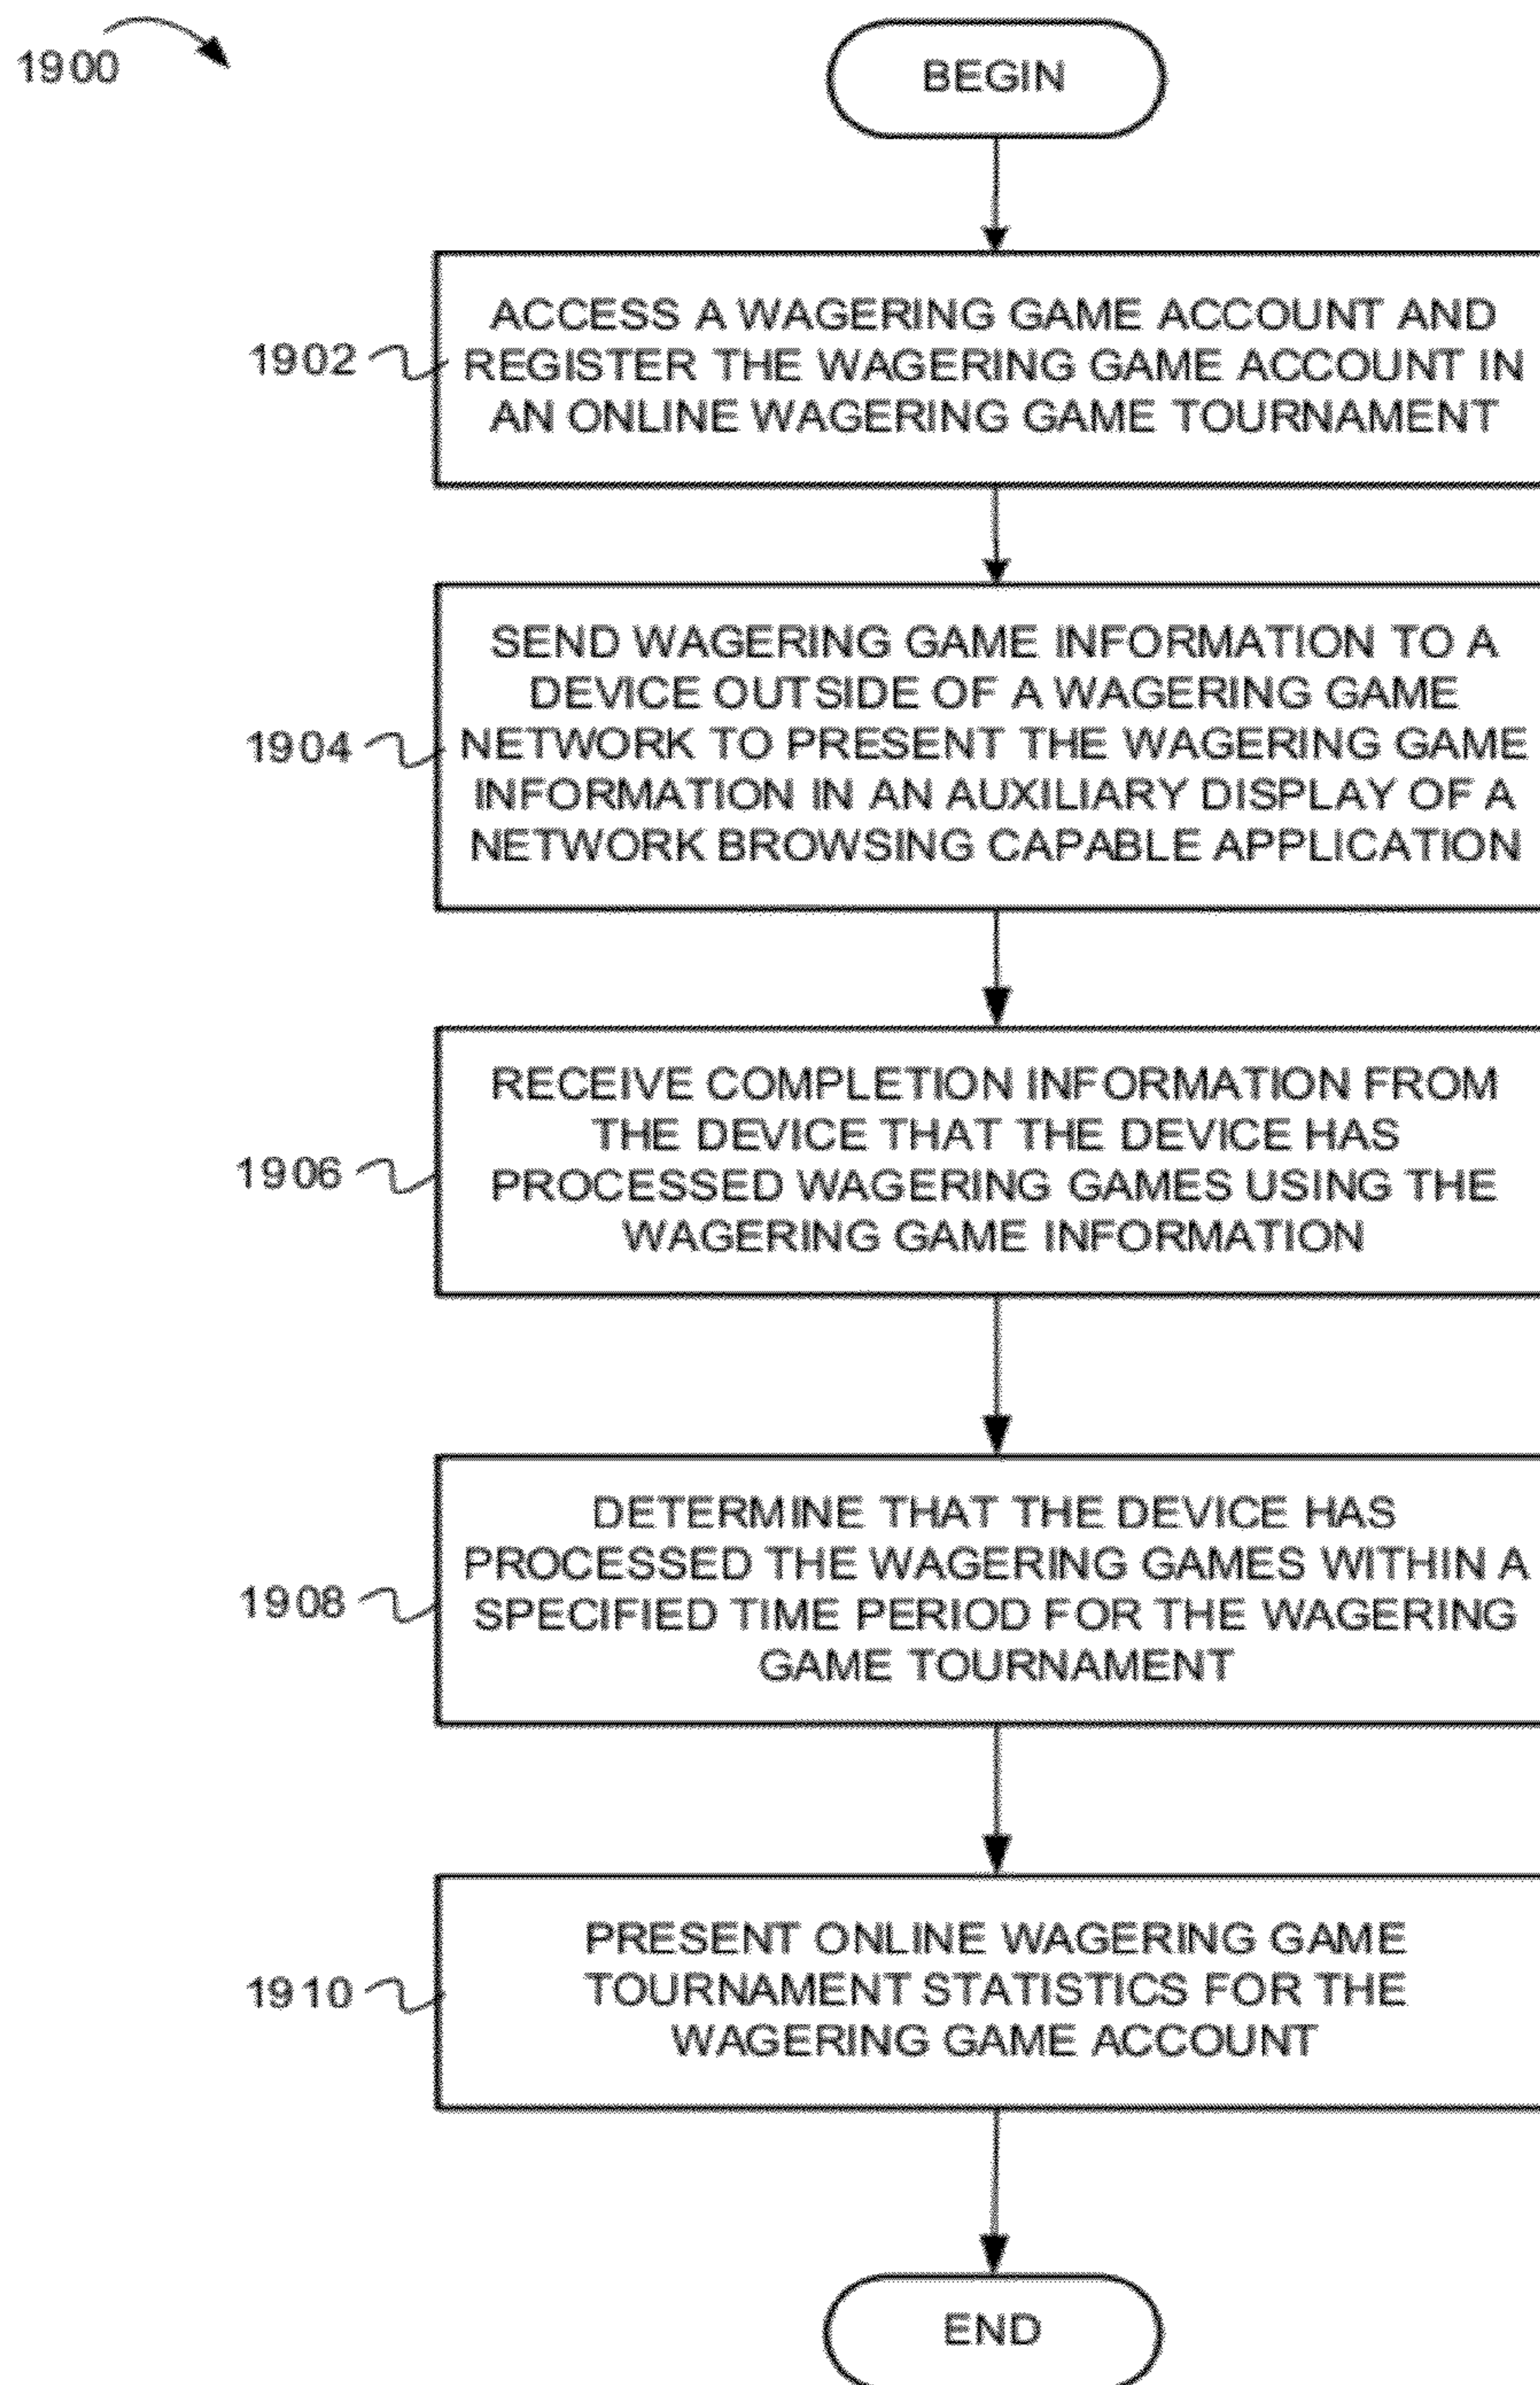 1900
BEGIN
1902
ACCESS A WAGERING GAME ACCOUNT AND
REGISTER THE WAGERING GAME ACCOUNT IN
AN ONLINE WAGERING GAME TOURNAMENT
1904
SEND WAGERING GAME INFORMATION TO A
DEVICE OUTSIDE OF A WAGERING GAME
NETWORK TO PRESENT THE WAGERING GAME
INFORMATION IN AN AUXILIARY DISPLAY OF A
NETWORK BROWSING CAPABLE APPLICATION
1906
RECEIVE COMPLETION INFORMATION FROM
THE DEVICE THAT THE DEVICE HAS
PROCESSED WAGERING GAMES USING THE
WAGERING GAME INFORMATION
1908
DETERMINE THAT THE DEVICE HAS
PROCESSED THE WAGERING GAMES WITHIN A
SPECIFIED TIME PERIOD FOR THE WAGERING
GAME TOURNAMENT
1910
PRESENT ONLINE WAGERING GAME
TOURNAMENT STATISTICS FOR THE
WAGERING GAME ACCOUNT
END